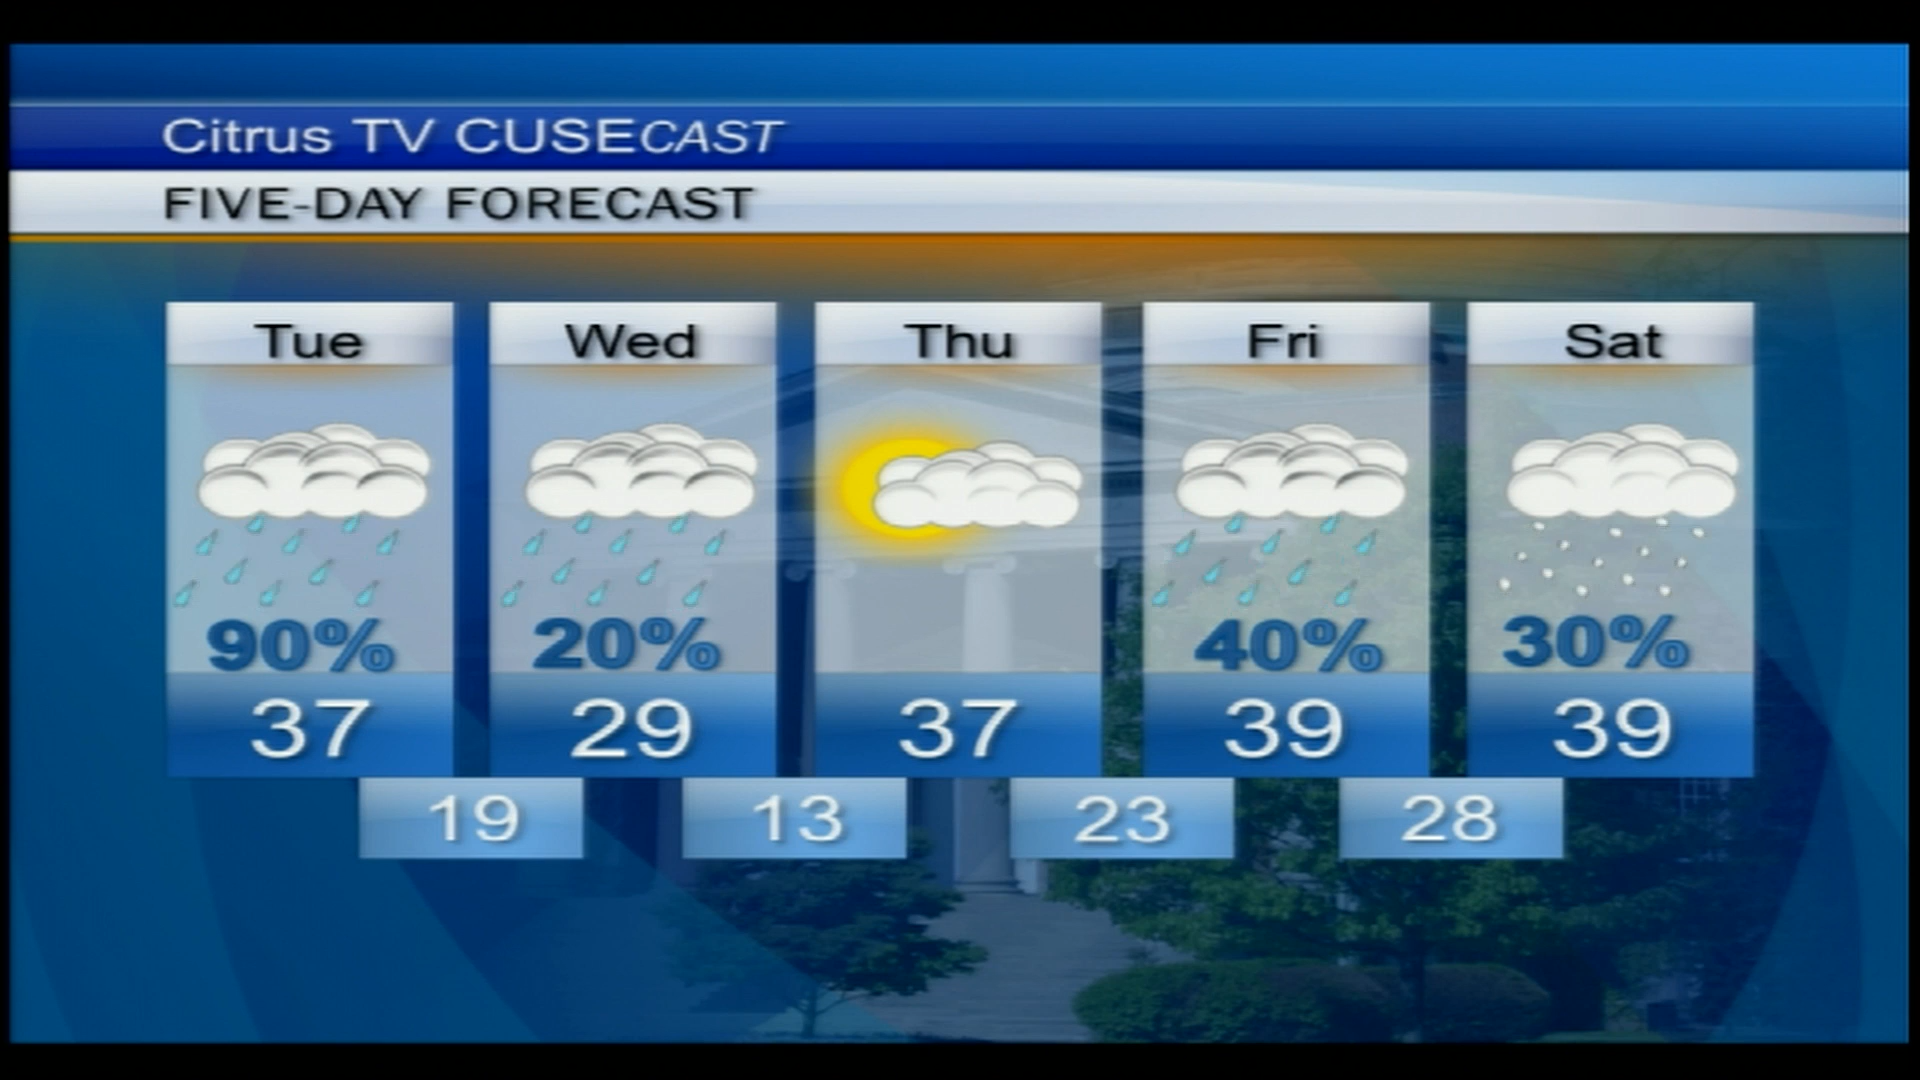 Citrus TV CUSECAST
FIVE-DAY FORECAST
Tue Wed Thu Fri Sat
90% 20% 40% 30%
37 29 37 39 39
19 13 23 28